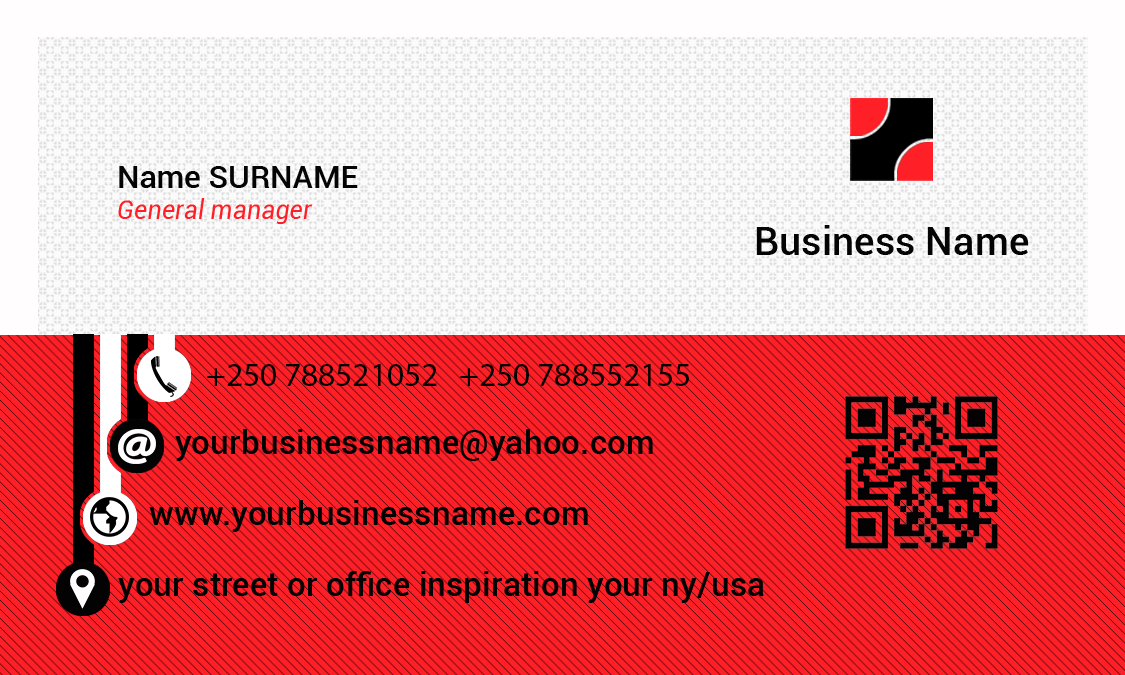 Name SURNAME
General manager
Business Name
+250 788521052 +250 788552155
@ yourbusinessname@yahoo.com
www.yourbusinessname.com
your street or office inspiration your ny/usa